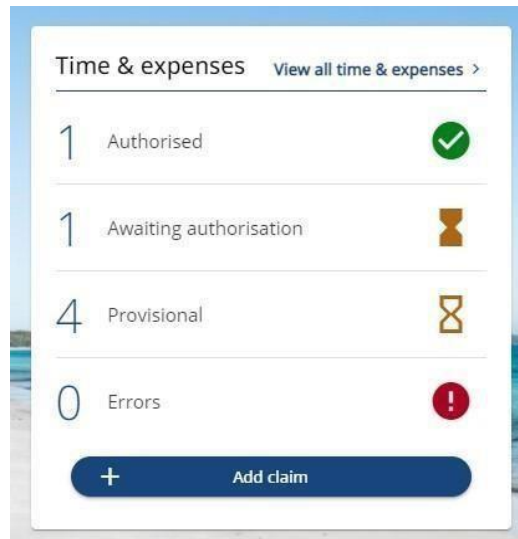 Time & expenses View all time & expenses >
1 Authorised
1 Awaiting authorisation
4 Provisional
0 Errors
+ Add claim